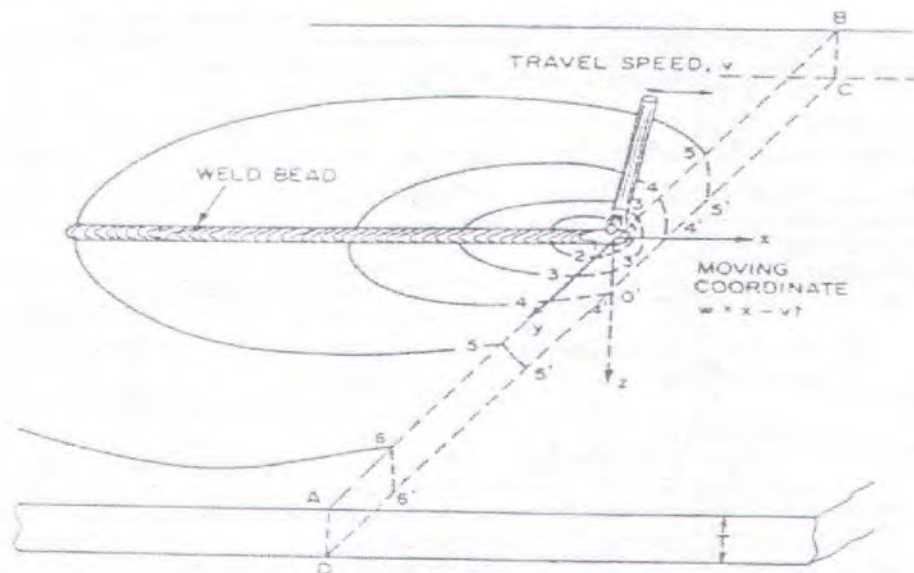 B
TRAVEL SPEED, v
C
5
WELD BEAD
4
5'
3
4'
x
2
3
3'
MOVING
COORDINATE
w = x - vt
4
O'
4'
y
5
5'
z
6
A
6'
T
D